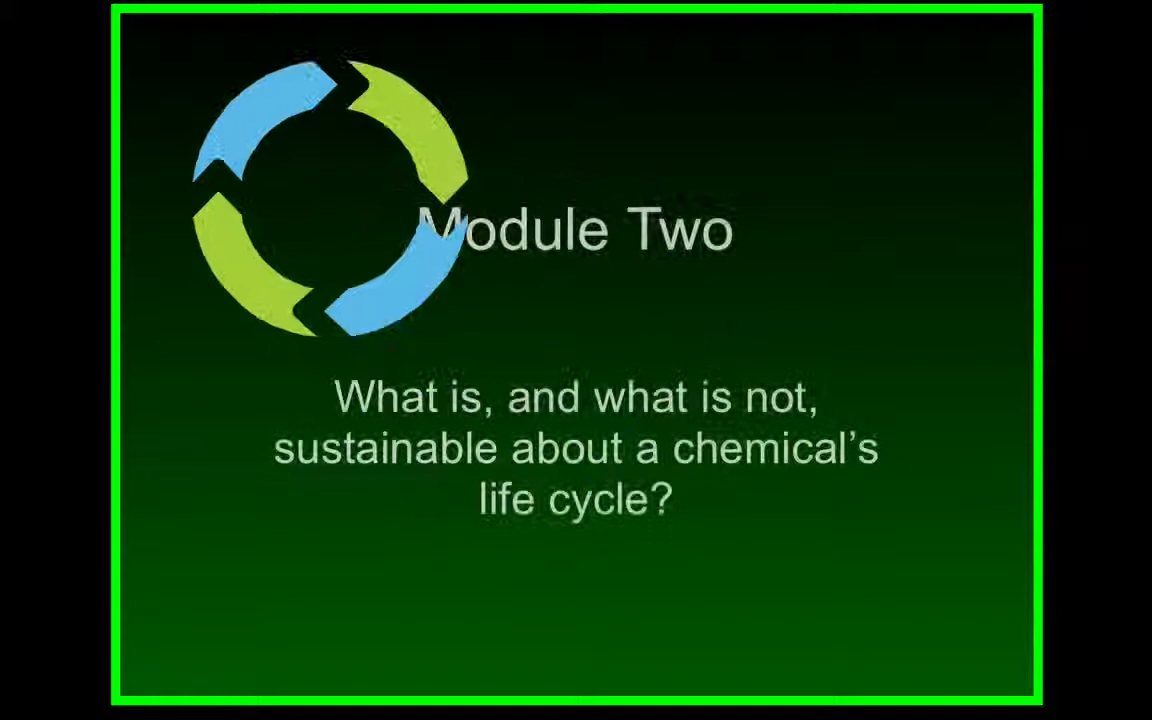 Module Two
What is, and what is not,
sustainable about a chemical’s
life cycle?